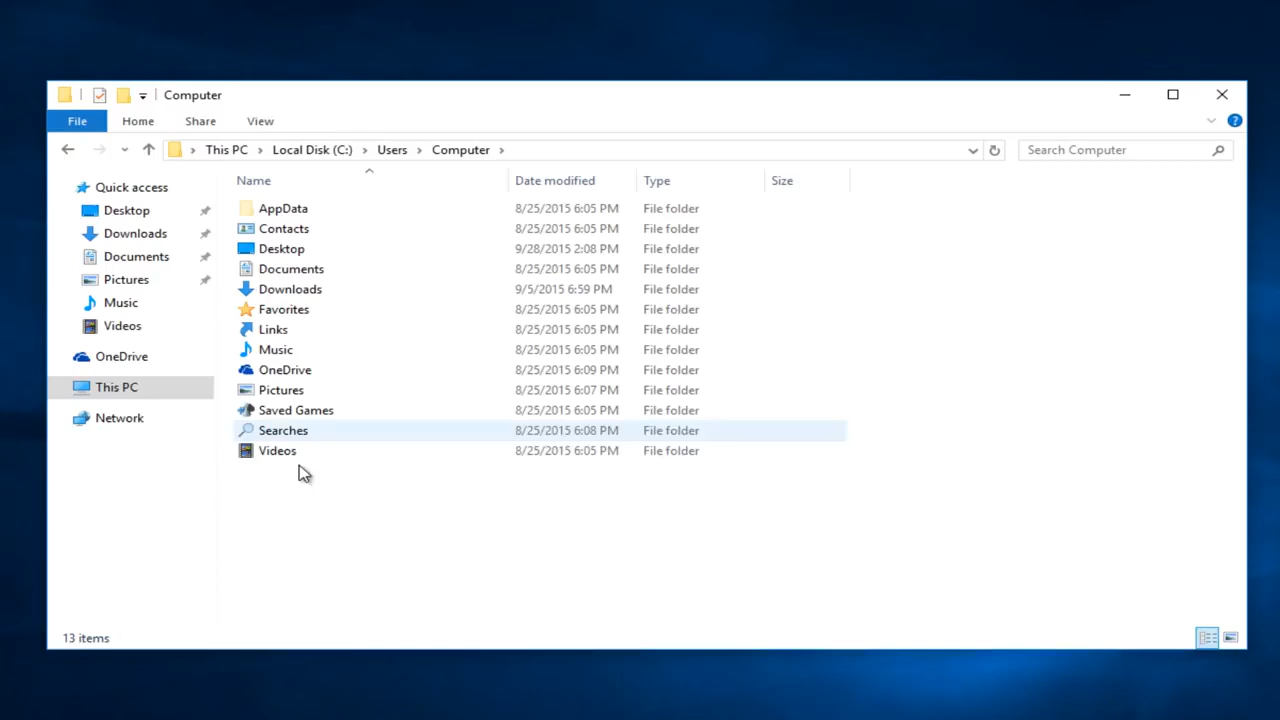 Computer
File Home Share View
This PC Local Disk (C:) Users Computer Search Computer
Name Date modified Type Size
Quick access
Desktop
Downloads
Documents
Pictures
Music
Videos
OneDrive
This PC
Network
AppData 8/25/2015 6:05 PM File folder
Contacts 8/25/2015 6:05 PM File folder
Desktop 9/28/2015 2:08 PM File folder
Documents 8/25/2015 6:05 PM File folder
Downloads 9/5/2015 6:59 PM File folder
Favorites 8/25/2015 6:05 PM File folder
Links 8/25/2015 6:05 PM File folder
Music 8/25/2015 6:05 PM File folder
OneDrive 8/25/2015 6:09 PM File folder
Pictures 8/25/2015 6:07 PM File folder
Saved Games 8/25/2015 6:05 PM File folder
Searches 8/25/2015 6:08 PM File folder
Videos 8/25/2015 6:05 PM File folder
13 items